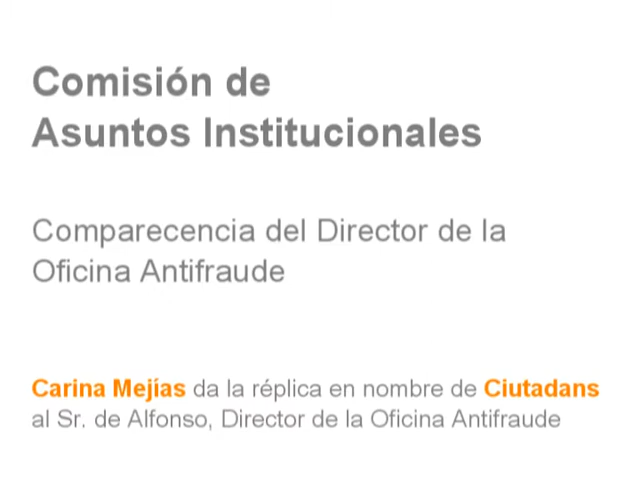 Comisión de
Asuntos Institucionales
Comparecencia del Director de la
Oficina Antifraude
Carina Mejías da la réplica en nombre de Ciutadans
al Sr. de Alfonso, Director de la Oficina Antifraude